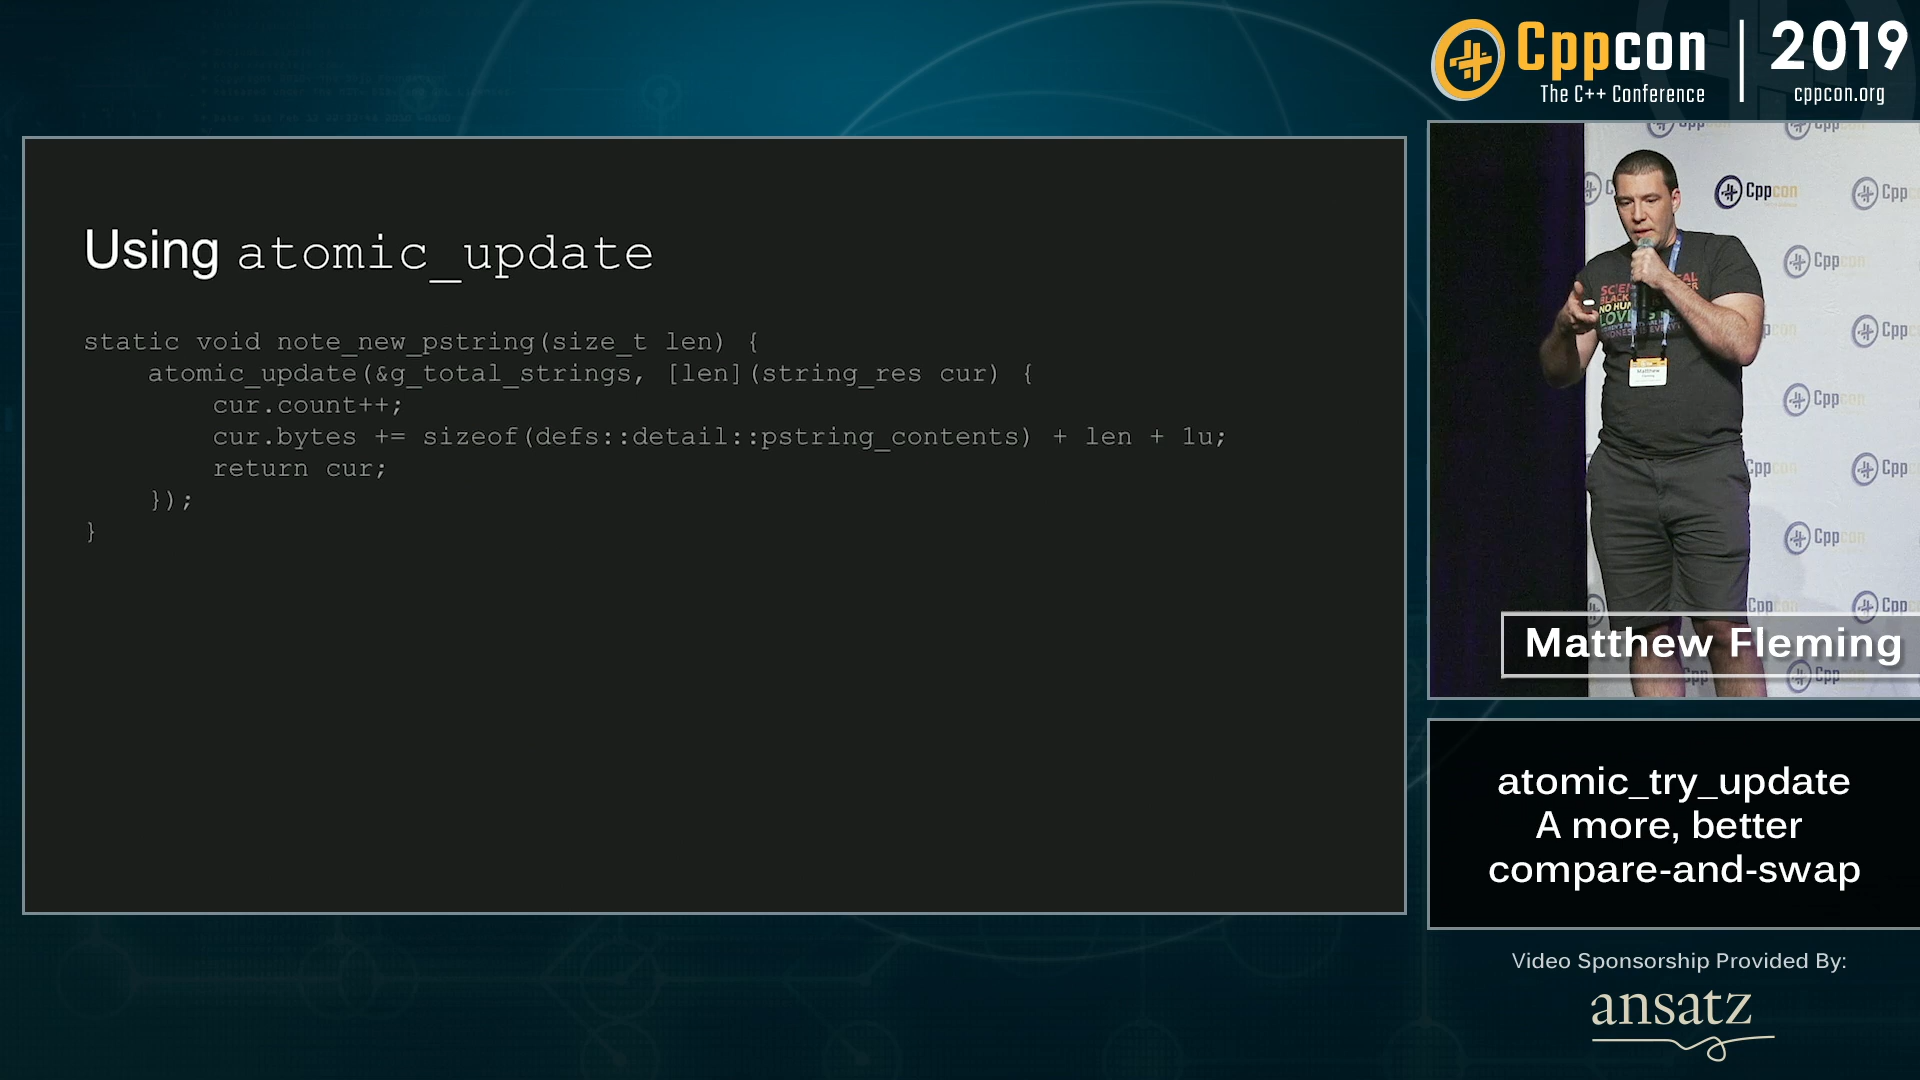 Cppcon
The C++ Conference
2019
cppcon.org
Using atomic_update
static void note_new_pstring(size_t len) {
atomic_update(&g_total_strings, [len](string_res cur) {
cur.count++;
cur.bytes += sizeof(defs::detail::pstring_contents) + len + 1u;
return cur;
});
}
Cppcon
Matthew Fleming
atomic_try_update
A more, better
compare-and-swap
Video Sponsorship Provided By:
ansatz